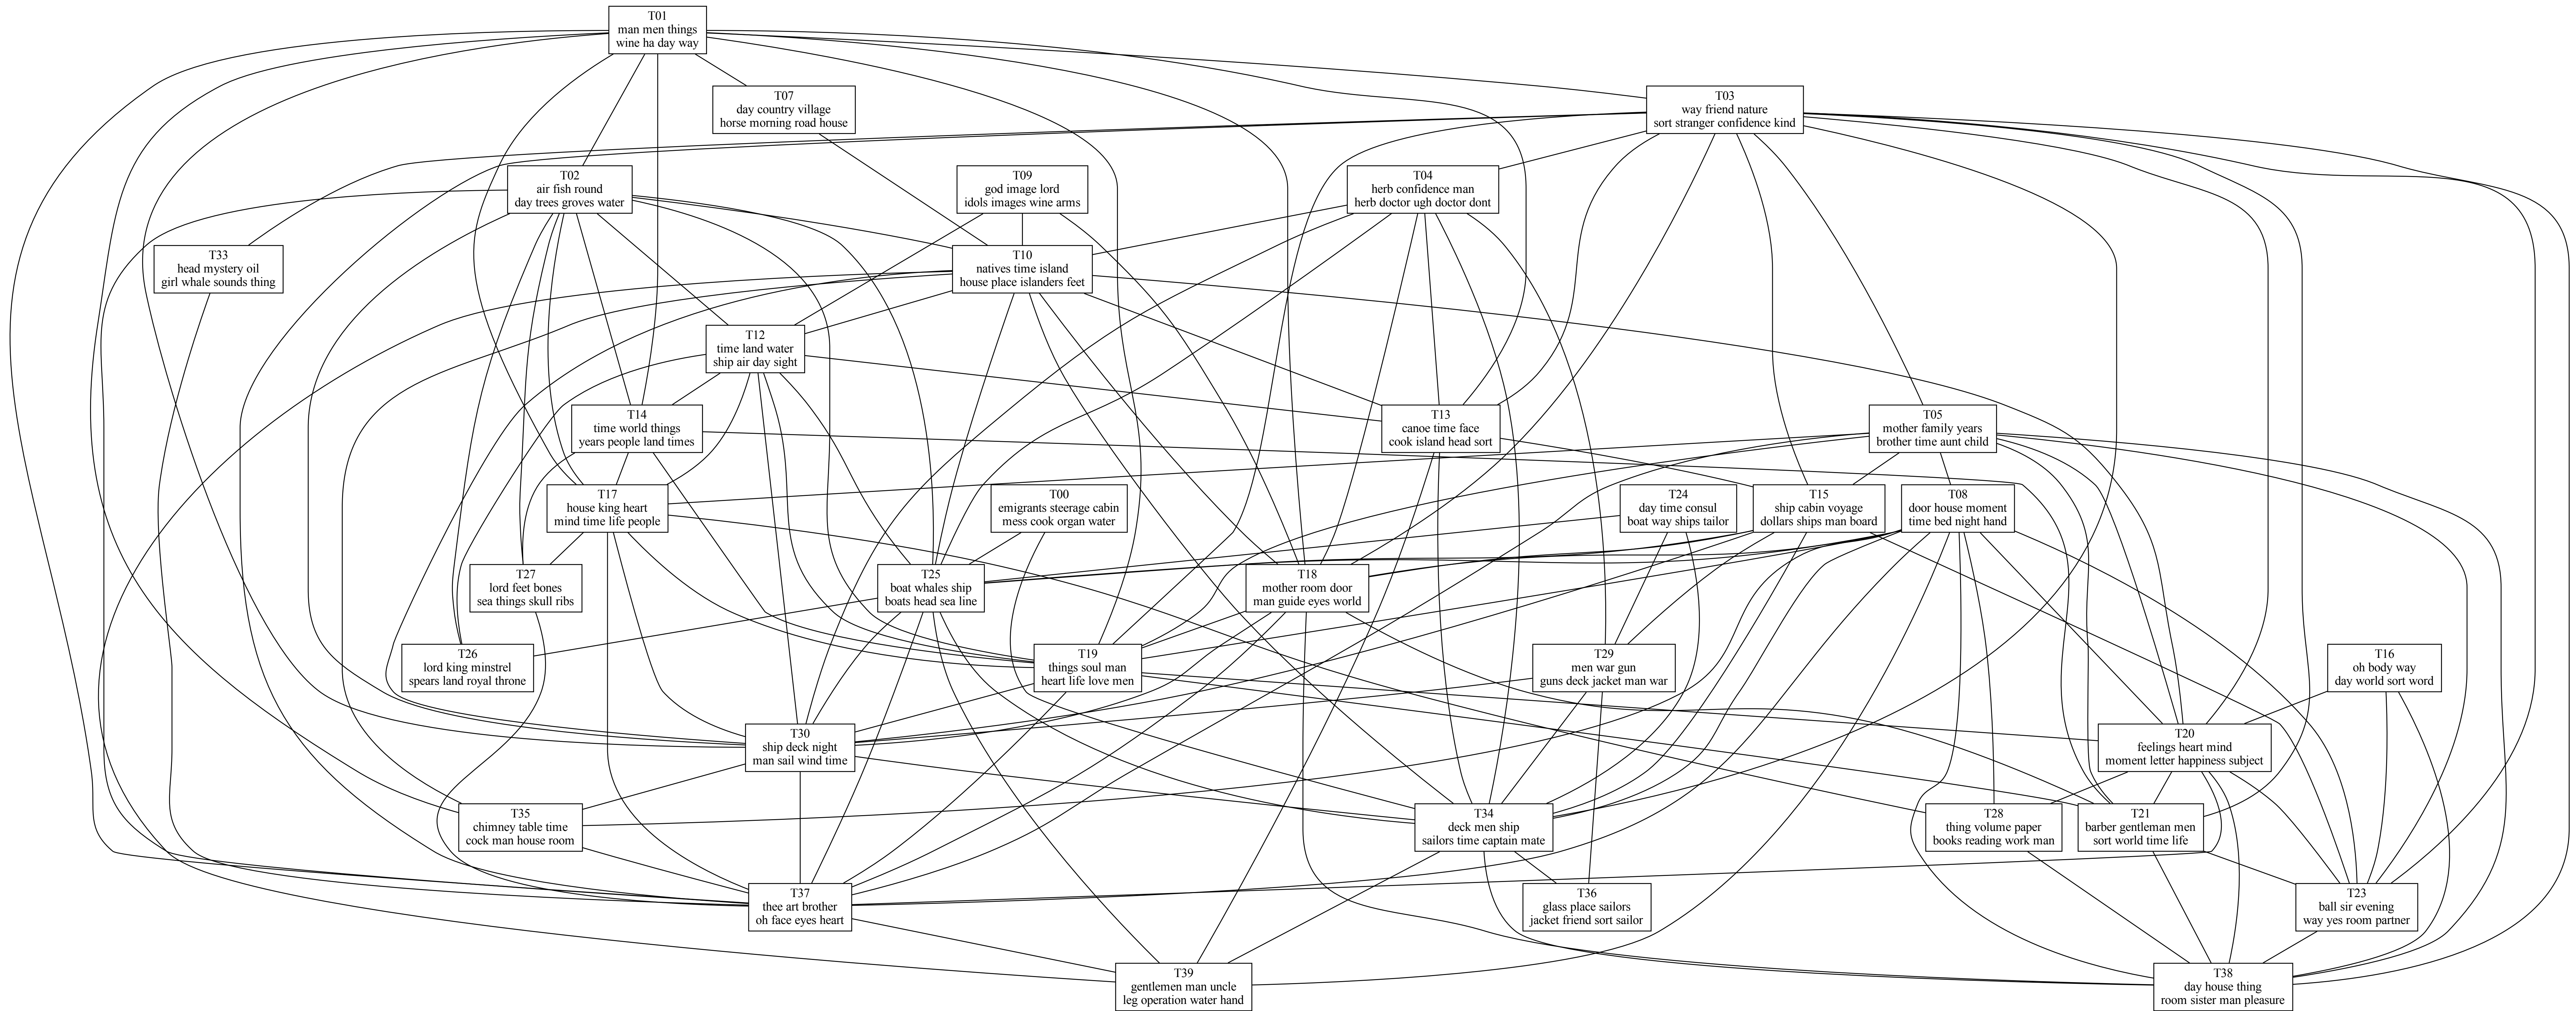 T01
man men things
wine ha day way
T07
day country village
horse morning road house
T03
way friend nature
sort stranger confidence kind
T02
air fish round
day trees groves water
T09
god image lord
idols images wine arms
T04
herb confidence man
herb doctor ugh doctor dont
T33
head mystery oil
girl whale sounds thing
T10
natives time island
house place islanders feet
T12
time land water
ship air day sight
T14
time world things
years people land times
T13
canoe time face
cook island head sort
T05
mother family years
brother time aunt child
T17
house king heart
mind time life people
T00
emigrants steerage cabin
mess cook organ water
T24
day time consul
boat way ships tailor
T15
ship cabin voyage
dollars ships man board
T08
door house moment
time bed night hand
T27
lord feet bones
sea things skull ribs
T25
boat whales ship
boats head sea line
T18
mother room door
man guide eyes world
T26
lord king minstrel
spears land royal throne
T19
things soul man
heart life love men
T29
men war gun
guns deck jacket man war
T16
oh body way
day world sort word
T30
ship deck night
man sail wind time
T20
feelings heart mind
moment letter happiness subject
T35
chimney table time
cock man house room
T34
deck men ship
sailors time captain mate
T28
thing volume paper
books reading work man
T21
barber gentleman men
sort world time life
T37
thee art brother
oh face eyes heart
T36
glass place sailors
jacket friend sort sailor
T23
ball sir evening
way yes room partner
T39
gentlemen man uncle
leg operation water hand
T38
day house thing
room sister man pleasure